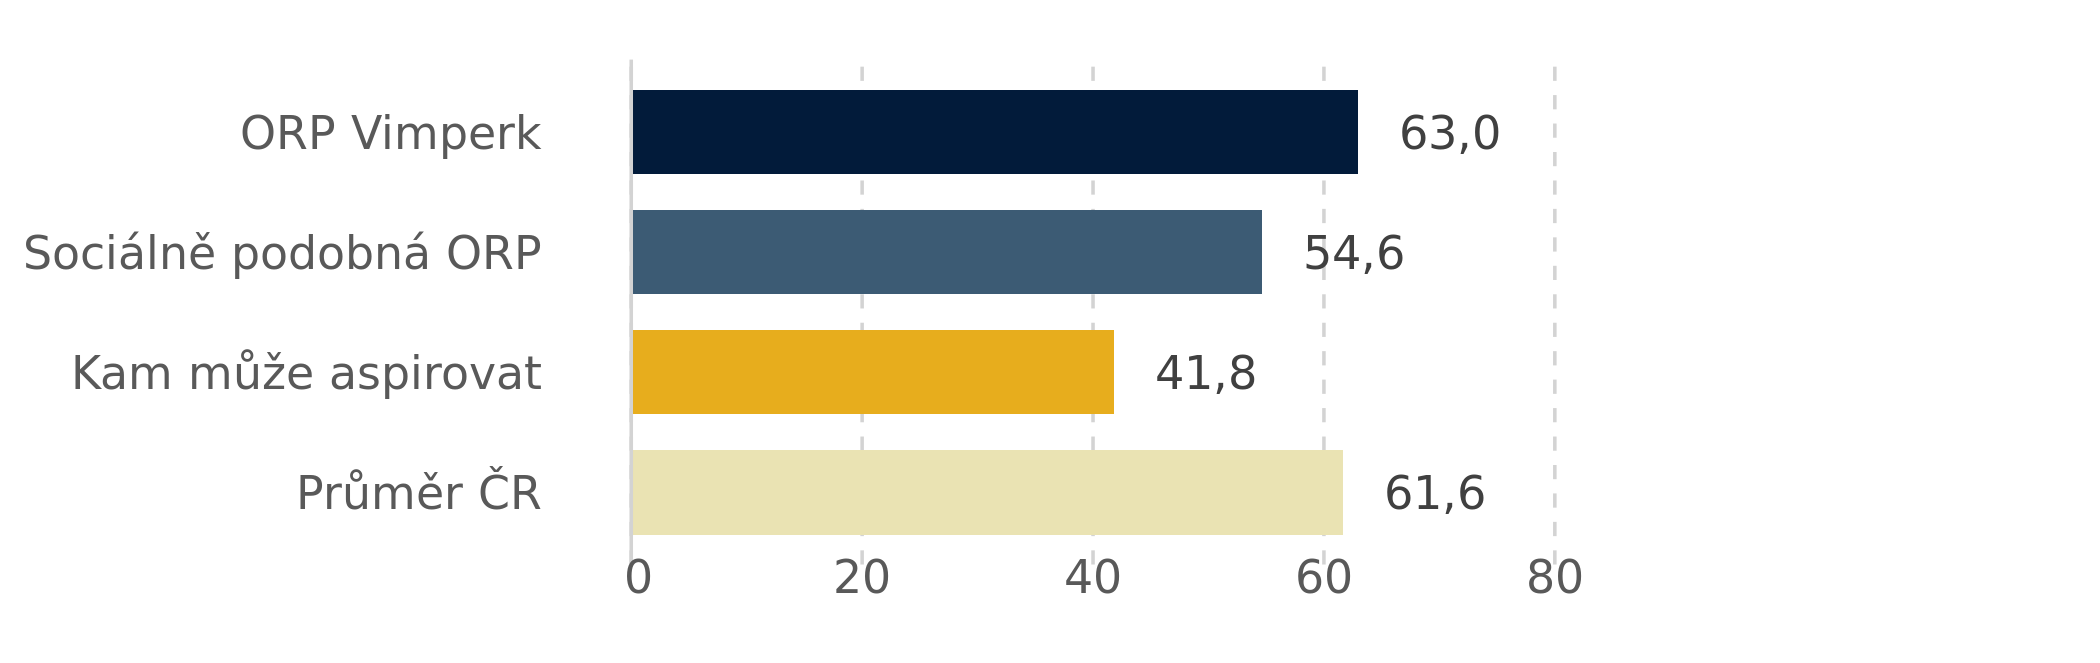 ORP Vimperk 63,0
Sociálně podobná ORP 54,6
Kam může aspirovat 41,8
Průměr ČR 61,6
0 20 40 60 80